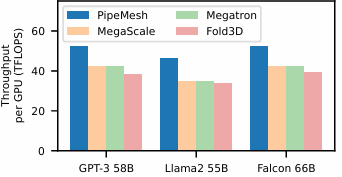 PipeMesh
Megatron
MegaScale
Fold3D
Throughput
per GPU (TFLOPS)
60
40
20
0
GPT-3 58B
Llama2 55B
Falcon 66B